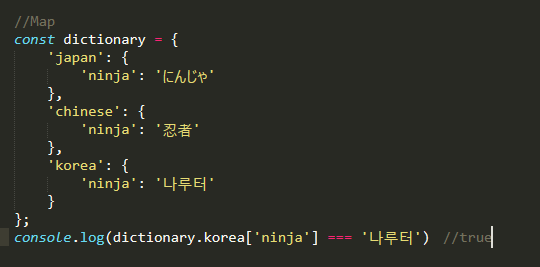 //Map
const dictionary = {
    'japan': {
        'ninja': 'にんじゃ'
    },
    'chinese': {
        'ninja': '忍者'
    },
    'korea': {
        'ninja': '나루터'
    }
};
console.log(dictionary.korea['ninja'] === '나루터')  //true